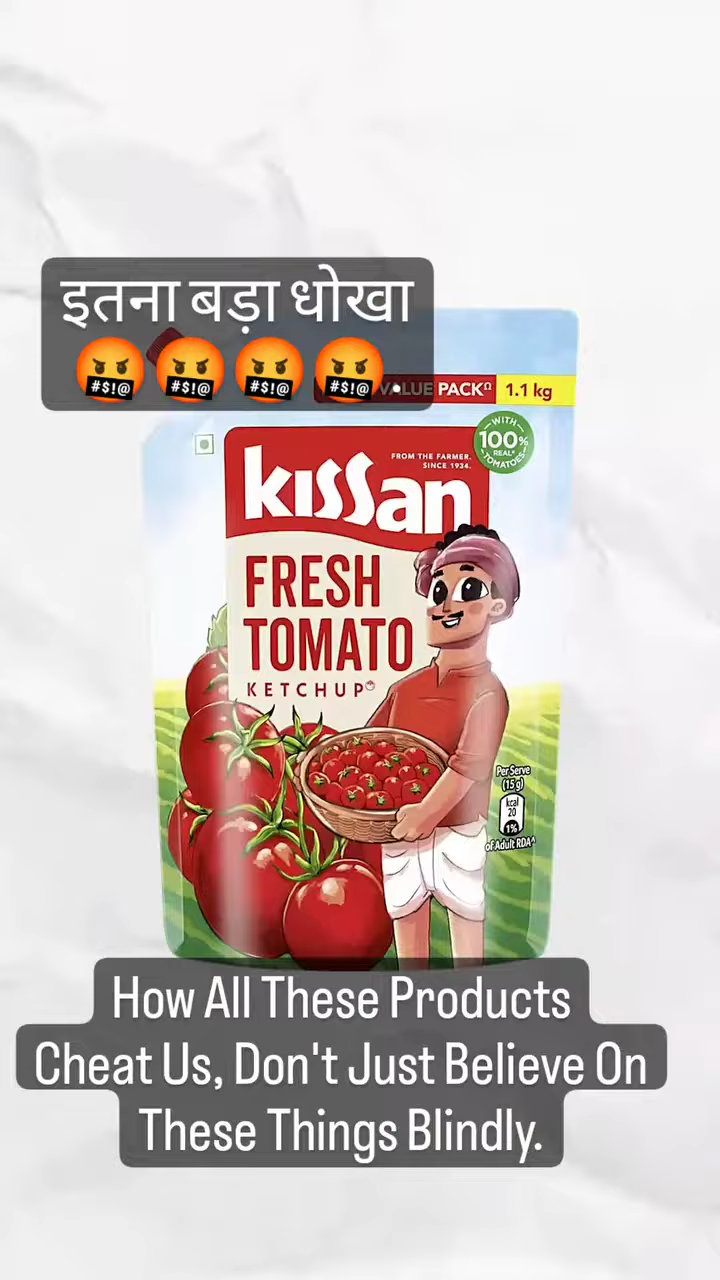 इतना बड़ा धोखा
🤬🤬🤬🤬.
VALUE PACKΩ 1.1 kg
WITH
100%
REAL*
TOMATOES
FROM THE FARMER.
SINCE 1934.
kissan
FRESH
TOMATO
KETCHUP
Per Serve
(15 g)
kcal
20
1%
of Adult RDA^
How All These Products
Cheat Us, Don't Just Believe On
These Things Blindly.